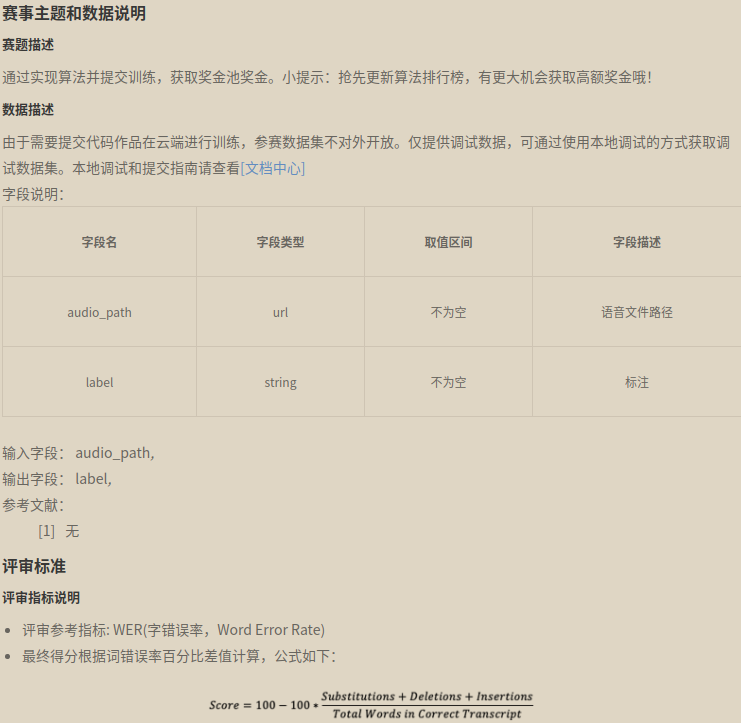 赛事主题和数据说明
赛题描述
通过实现算法并提交训练，获取奖金池奖金。小提示：抢先更新算法排行榜，有更大机会获取高额奖金哦！
数据描述
由于需要提交代码作品在云端进行训练，参赛数据集不对外开放。仅提供调试数据，可通过使用本地调试的方式获取调
试数据集。本地调试和提交指南请查看[文档中心]
字段说明：
字段名 字段类型 取值区间 字段描述
audio_path url 不为空 语音文件路径
label string 不为空 标注
输入字段： audio_path,
输出字段： label,
参考文献：
[1] 无
评审标准
评审指标说明
• 评审参考指标: WER(字错误率，Word Error Rate)
• 最终得分根据词错误率百分比差值计算，公式如下：
Score = 100 − 100 * (Substitutions + Deletions + Insertions) / (Total Words in Correct Transcript)